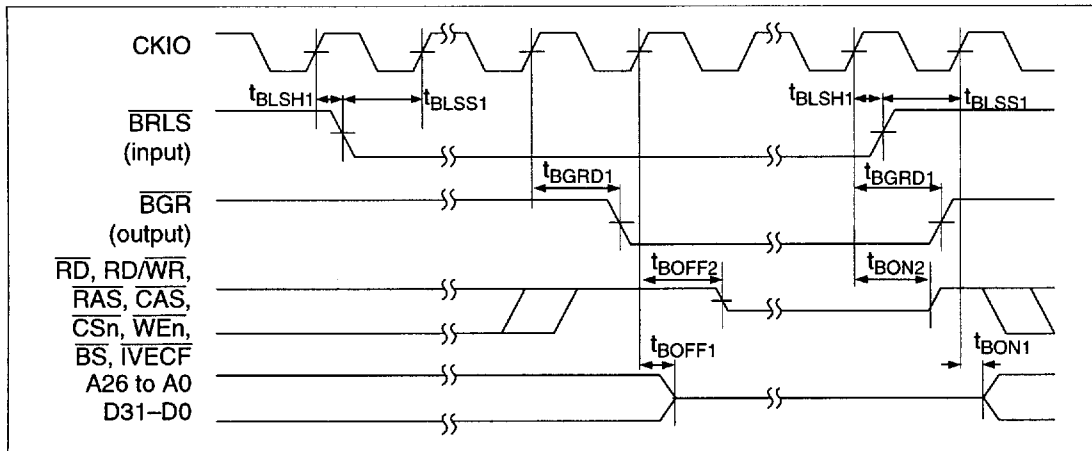 CKIO
tBLSH1 tBLSS1 tBLSH1 tBLSS1
BRLS
(input)
tBGRD1 tBGRD1
BGR
(output)
RD, RD/WR,
tBOFF2 tBON2
RAS, CAS,
CSn, WEn,
BS, IVECF
tBOFF1 tBON1
A26 to A0
D31–D0